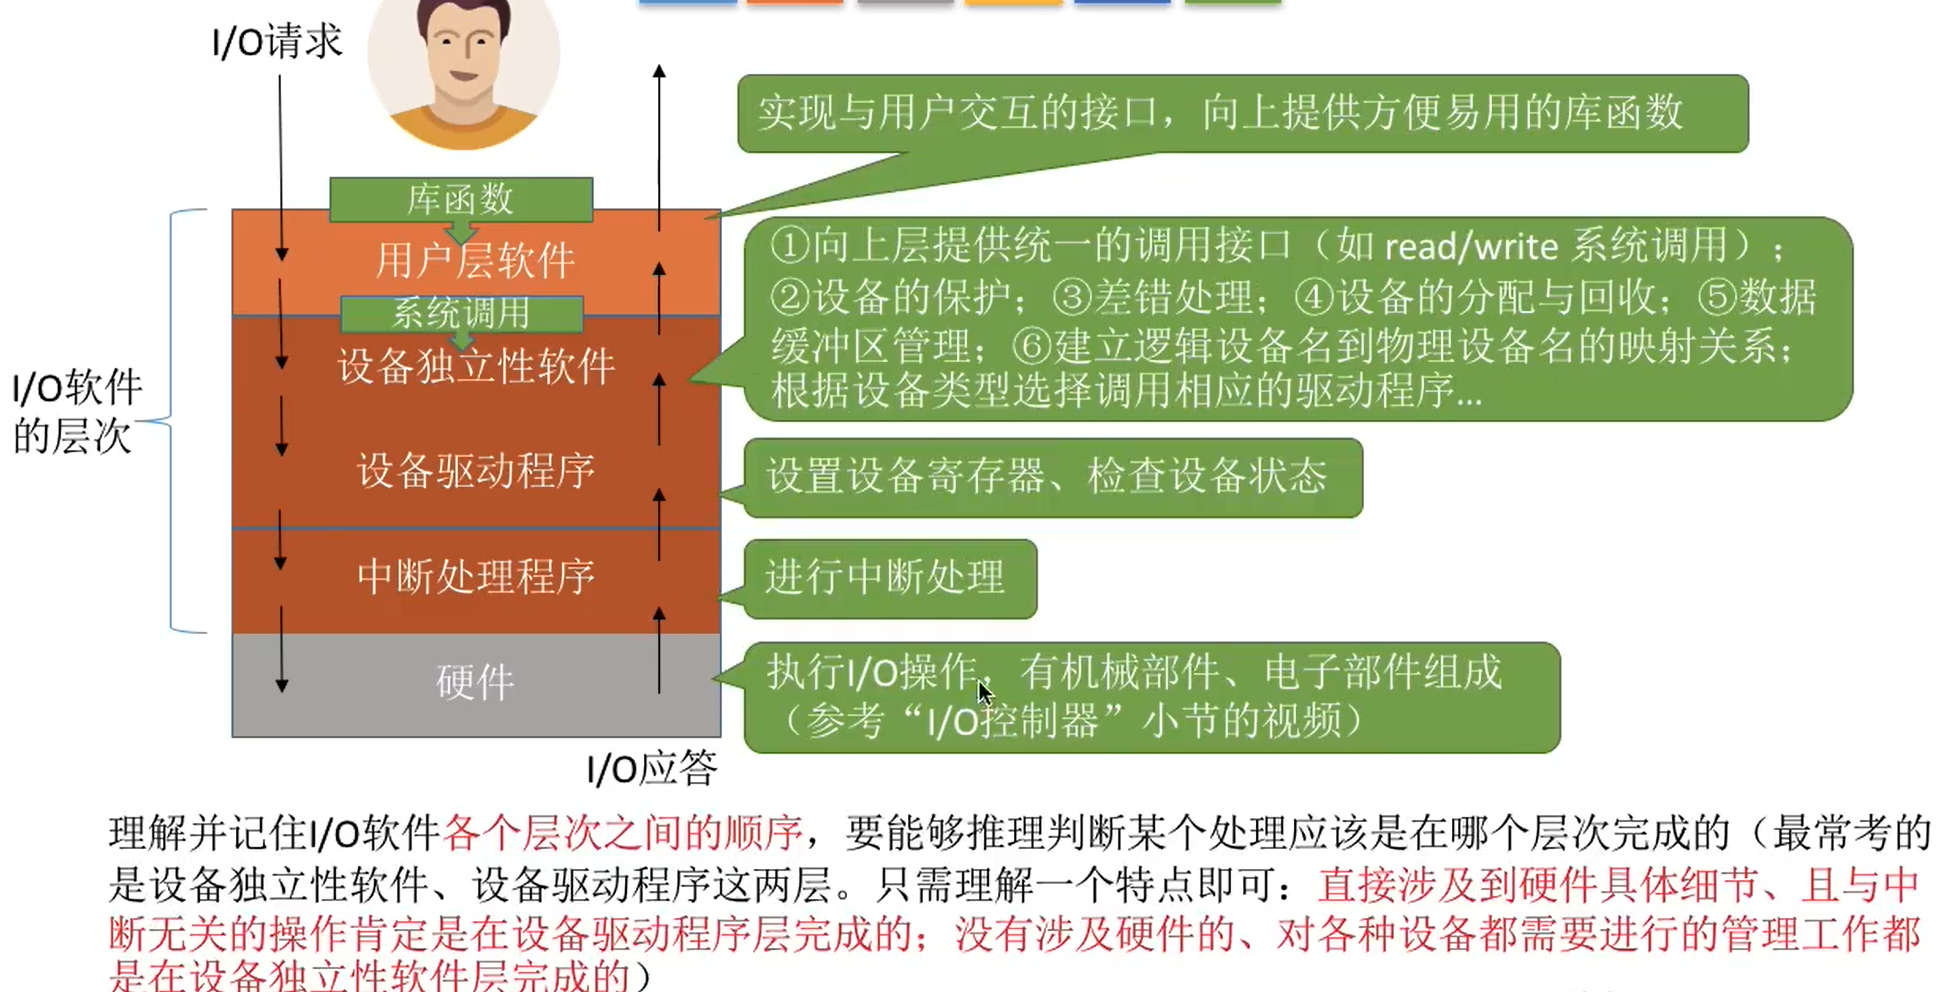 I/O请求
实现与用户交互的接口，向上提供方便易用的库函数
库函数
用户层软件
系统调用
①向上层提供统一的调用接口（如 read/write 系统调用）；
②设备的保护；③差错处理；④设备的分配与回收；⑤数据
缓冲区管理；⑥建立逻辑设备名到物理设备名的映射关系；
根据设备类型选择调用相应的驱动程序...
设备独立性软件
I/O软件
的层次
设备驱动程序
设置设备寄存器、检查设备状态
中断处理程序
进行中断处理
硬件
执行I/O操作，有机械部件、电子部件组成
（参考“I/O控制器”小节的视频）
I/O应答
理解并记住I/O软件各个层次之间的顺序，要能够推理判断某个处理应该是在哪个层次完成的（最常考的
是设备独立性软件、设备驱动程序这两层。只需理解一个特点即可：直接涉及到硬件具体细节、且与中
断无关的操作肯定是在设备驱动程序层完成的；没有涉及硬件的、对各种设备都需要进行的管理工作都
是在设备独立性软件层完成的）